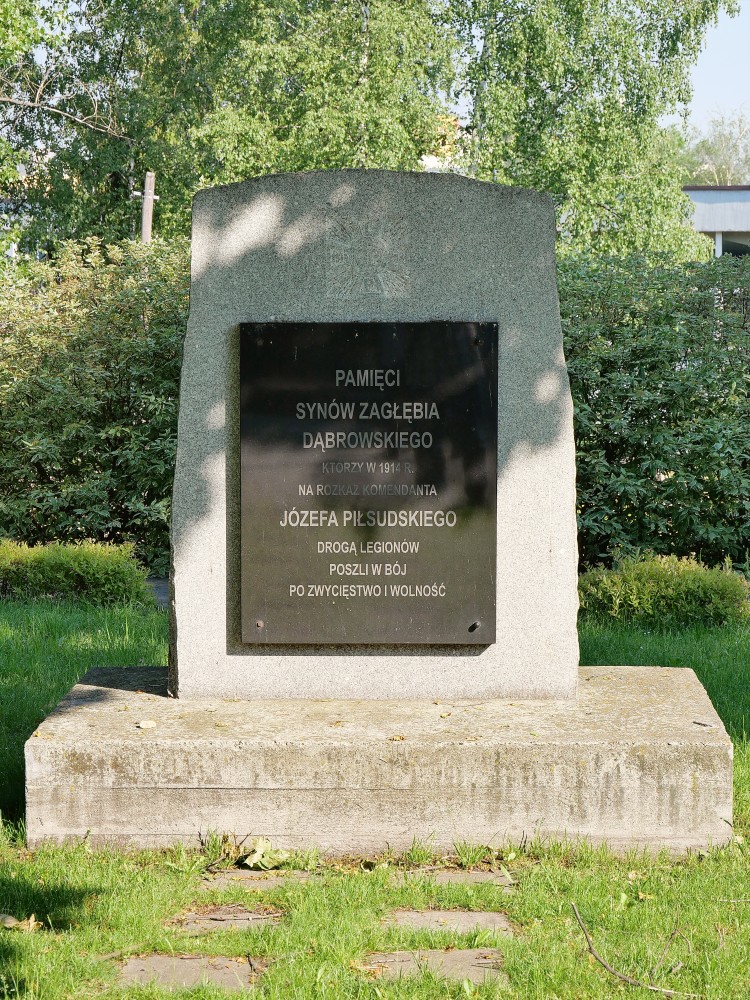 PAMIĘCI
SYNÓW ZAGŁĘBIA
DĄBROWSKIEGO
KTÓRZY W 1914 R.
NA ROZKAZ KOMENDANTA
JÓZEFA PIŁSUDSKIEGO
DROGĄ LEGIONÓW
POSZLI W BÓJ
PO ZWYCIĘSTWO I WOLNOŚĆ